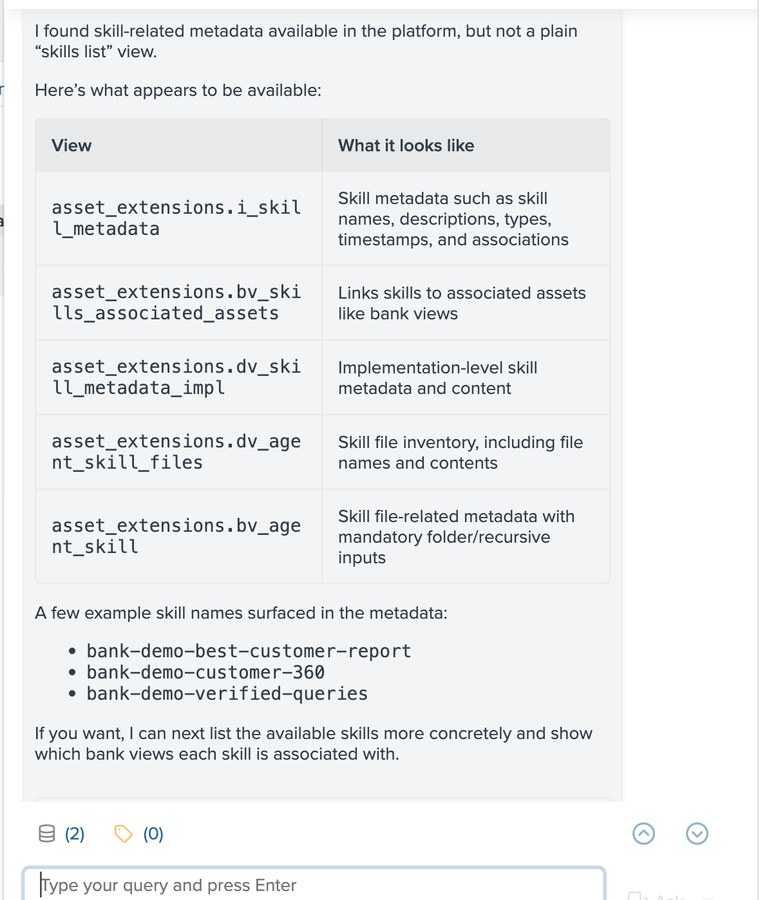 I found skill-related metadata available in the platform, but not a plain
“skills list” view.
Here’s what appears to be available:
View
What it looks like
asset_extensions.i_skil
l_metadata
Skill metadata such as skill
names, descriptions, types,
timestamps, and associations
asset_extensions.bv_ski
lls_associated_assets
Links skills to associated assets
like bank views
asset_extensions.dv_ski
ll_metadata_impl
Implementation-level skill
metadata and content
asset_extensions.dv_age
nt_skill_files
Skill file inventory, including file
names and contents
asset_extensions.bv_age
nt_skill
Skill file-related metadata with
mandatory folder/recursive
inputs
A few example skill names surfaced in the metadata:
• bank-demo-best-customer-report
• bank-demo-customer-360
• bank-demo-verified-queries
If you want, I can next list the available skills more concretely and show
which bank views each skill is associated with.
(2) (0)
Type your query and press Enter